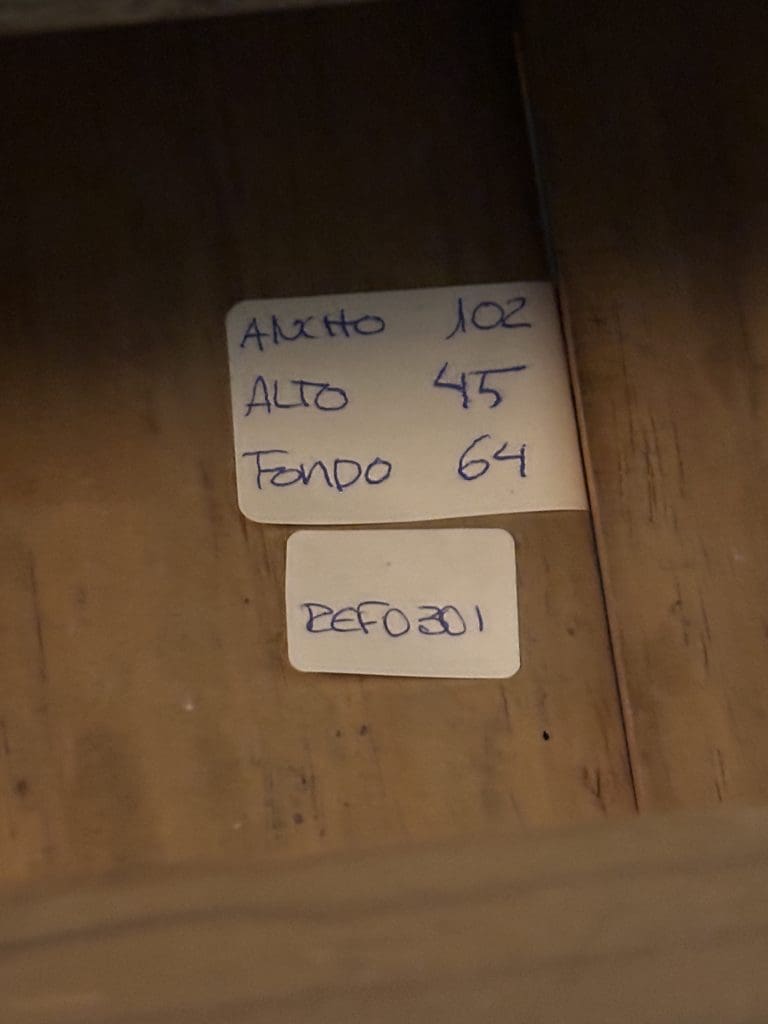 ANCHO 102
ALTO 45
FONDO 64
REF0301